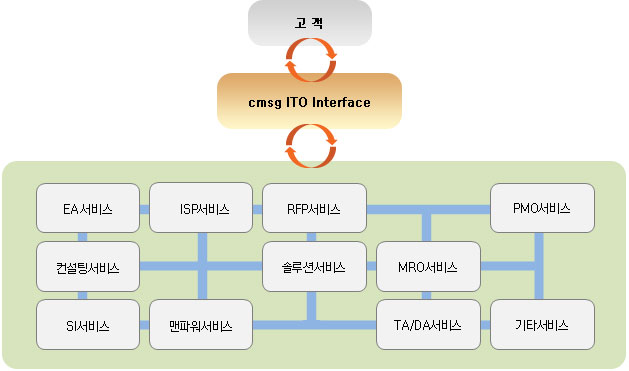 고 객
cmsg ITO Interface
EA서비스
ISP서비스
RFP서비스
PMO서비스
컨설팅서비스
솔루션서비스
MRO서비스
SI서비스
맨파워서비스
TA/DA서비스
기타서비스